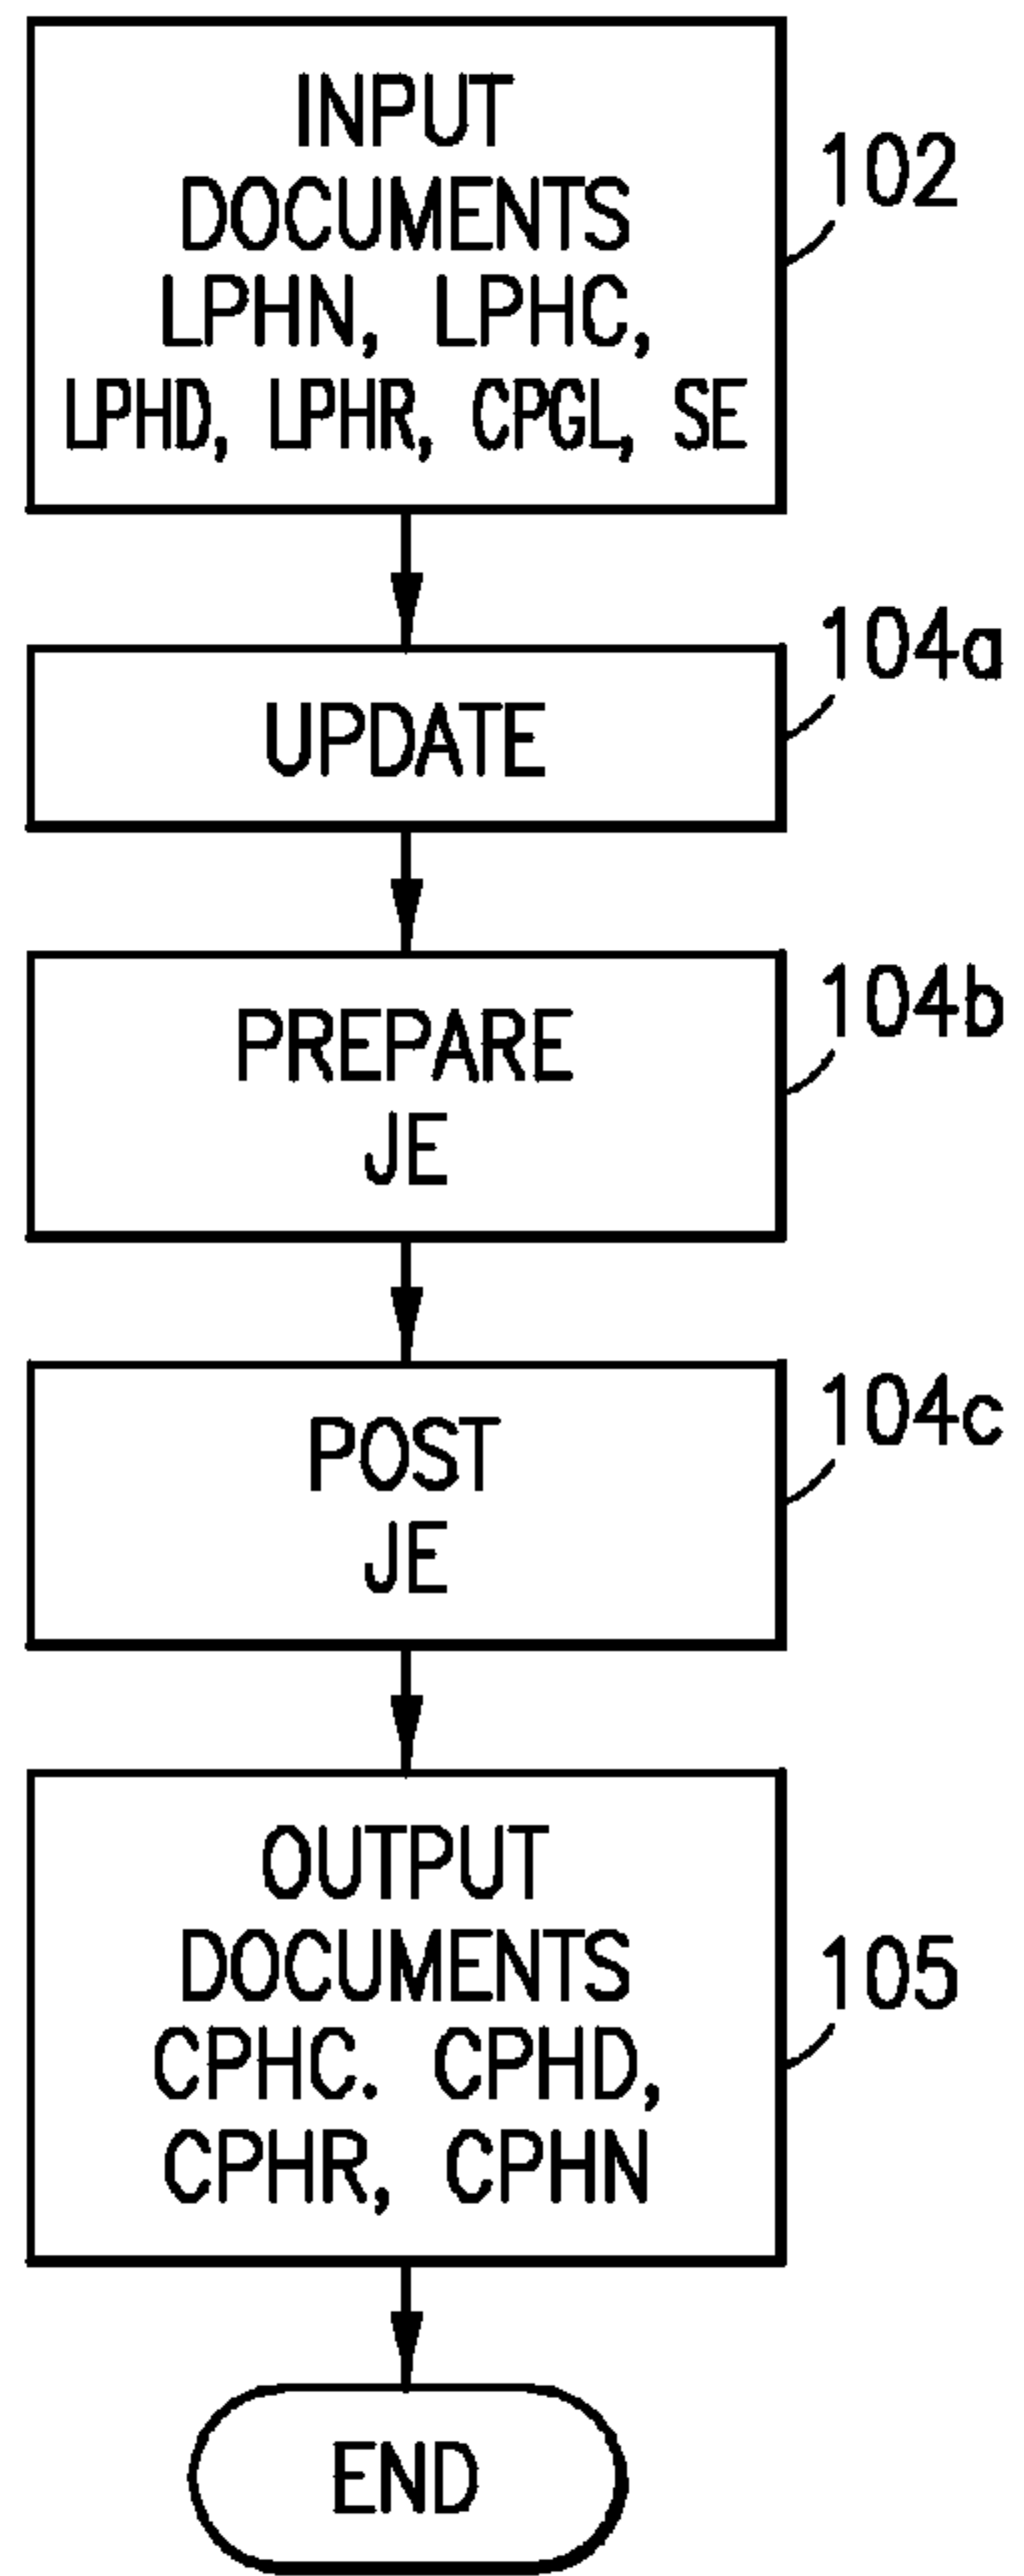 INPUT
DOCUMENTS
LPHN, LPHC,
LPHD, LPHR, CPGL, SE
102
UPDATE
104a
PREPARE
JE
104b
POST
JE
104c
OUTPUT
DOCUMENTS
CPHC. CPHD,
CPHR, CPHN
105
END